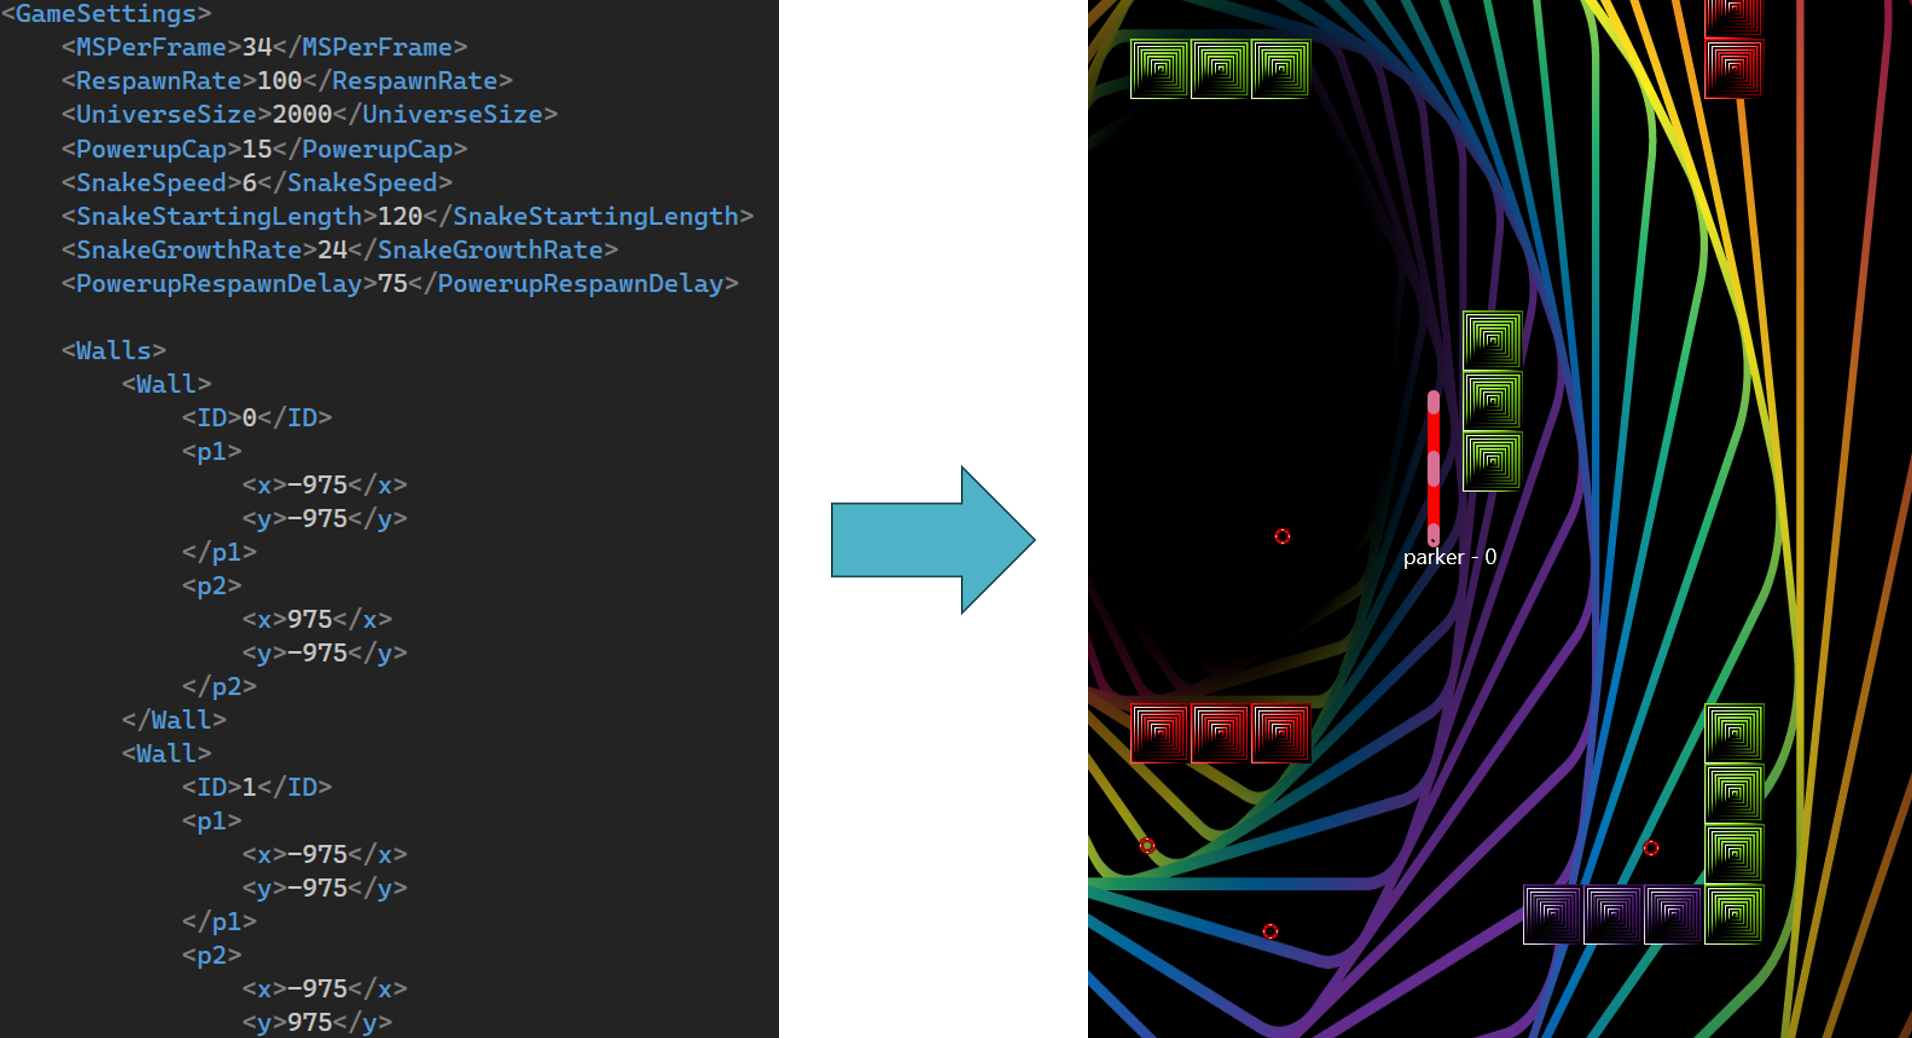 <GameSettings>
    <MSPerFrame>34</MSPerFrame>
    <RespawnRate>100</RespawnRate>
    <UniverseSize>2000</UniverseSize>
    <PowerupCap>15</PowerupCap>
    <SnakeSpeed>6</SnakeSpeed>
    <SnakeStartingLength>120</SnakeStartingLength>
    <SnakeGrowthRate>24</SnakeGrowthRate>
    <PowerupRespawnDelay>75</PowerupRespawnDelay>
    <Walls>
        <Wall>
            <ID>0</ID>
            <p1>
                <x>-975</x>
                <y>-975</y>
            </p1>
            <p2>
                <x>975</x>
                <y>-975</y>
            </p2>
        </Wall>
        <Wall>
            <ID>1</ID>
            <p1>
                <x>-975</x>
                <y>-975</y>
            </p1>
            <p2>
                <x>-975</x>
                <y>975</y>
parker - 0